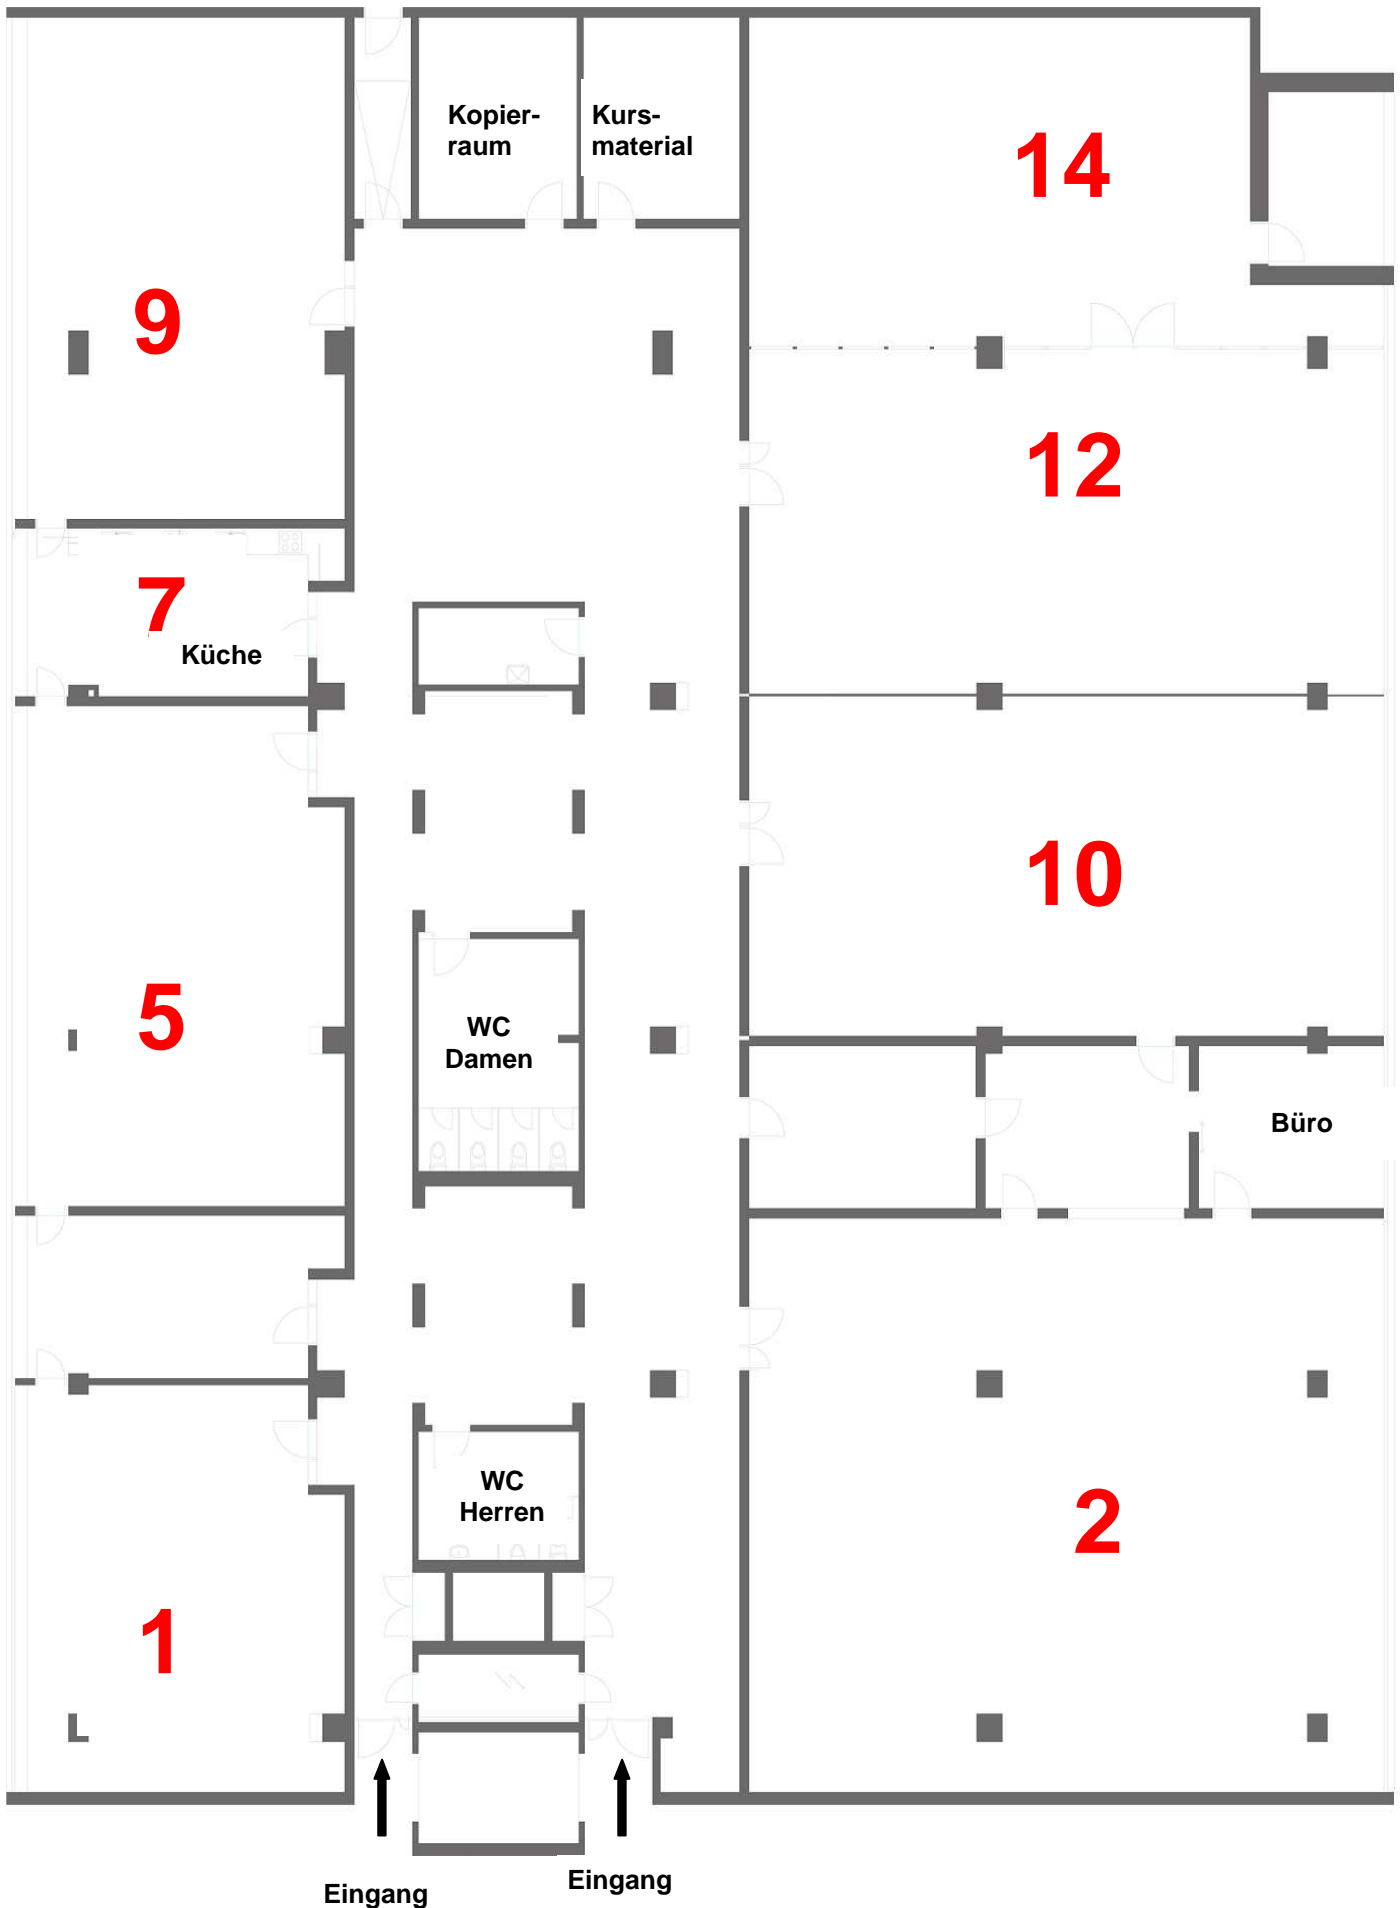 Kopier-
raum
Kurs-
material
14
9
12
7
Küche
10
5
WC
Damen
Büro
WC
Herren
2
1
Eingang
Eingang